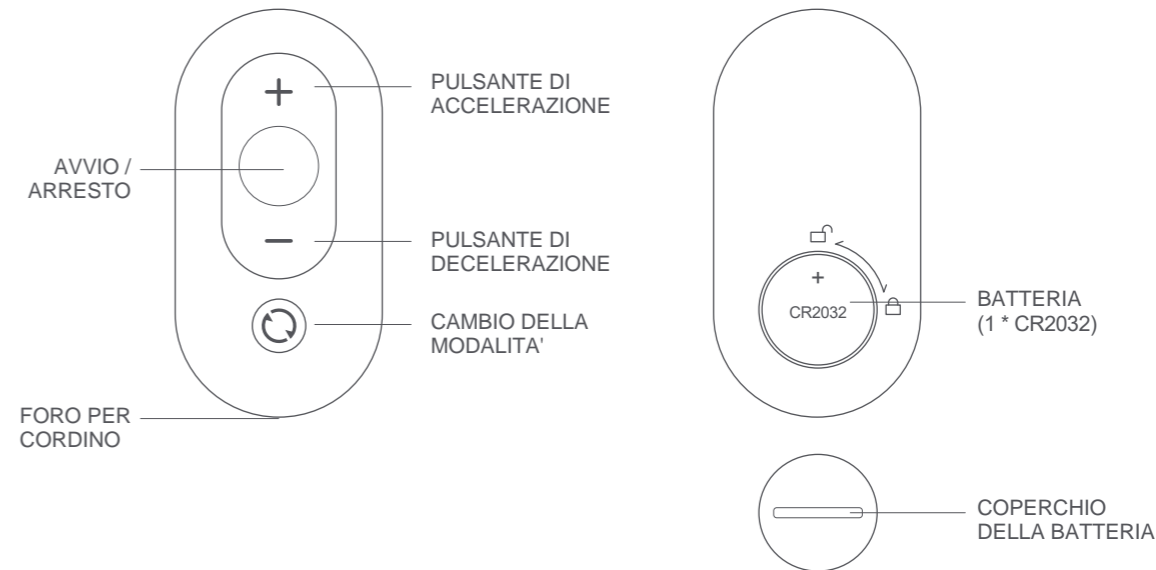 +
PULSANTE DI
ACCELERAZIONE
AVVIO /
ARRESTO
−
PULSANTE DI
DECELERAZIONE
CAMBIO DELLA
MODALITA'
FORO PER
CORDINO
+
CR2032
BATTERIA
(1 * CR2032)
COPERCHIO
DELLA BATTERIA